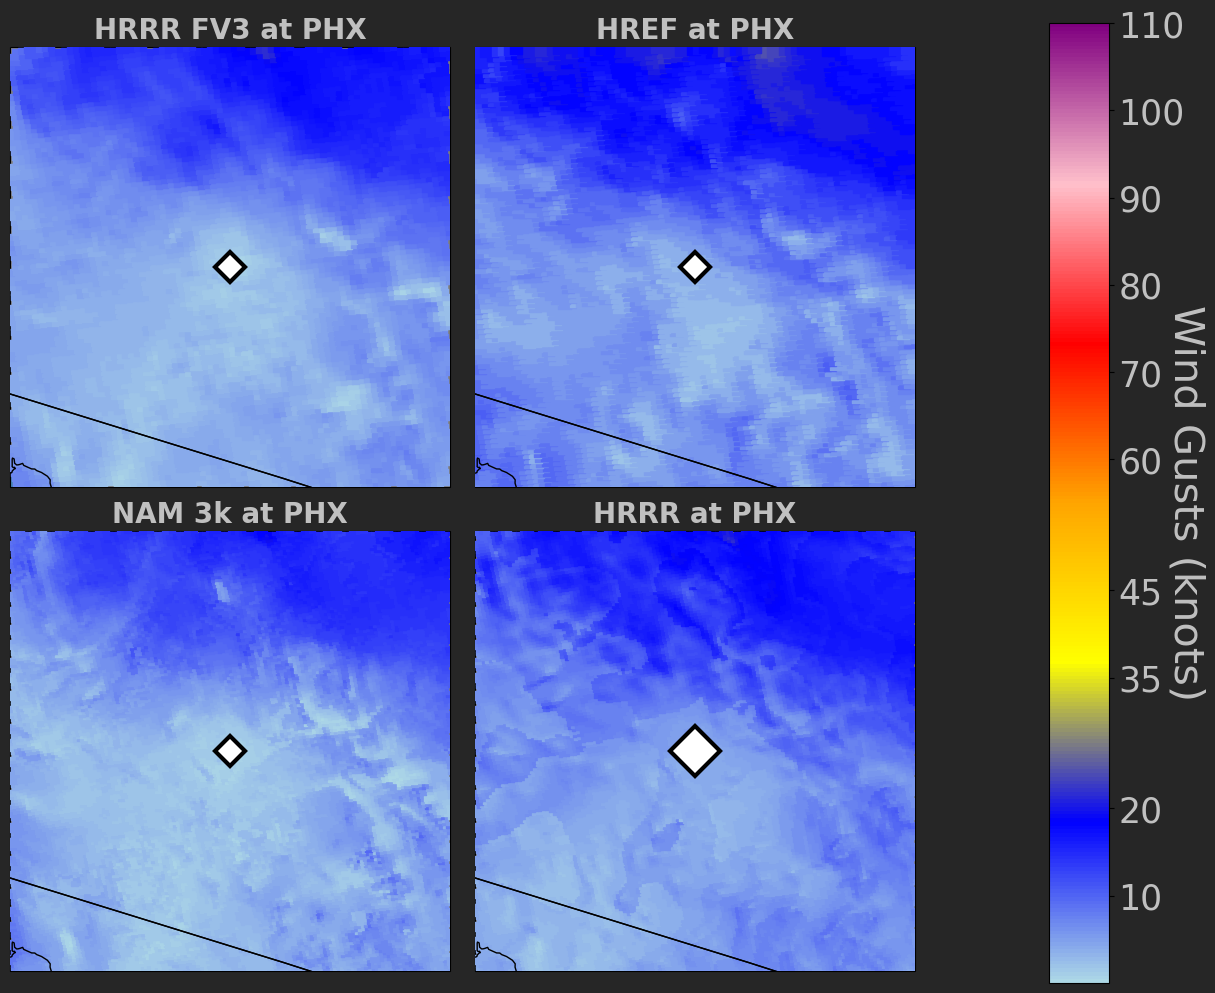 HRRR FV3 at PHX
HREF at PHX
NAM 3k at PHX
HRRR at PHX
110
100
90
80
70
60
45
35
20
10
Wind Gusts (knots)